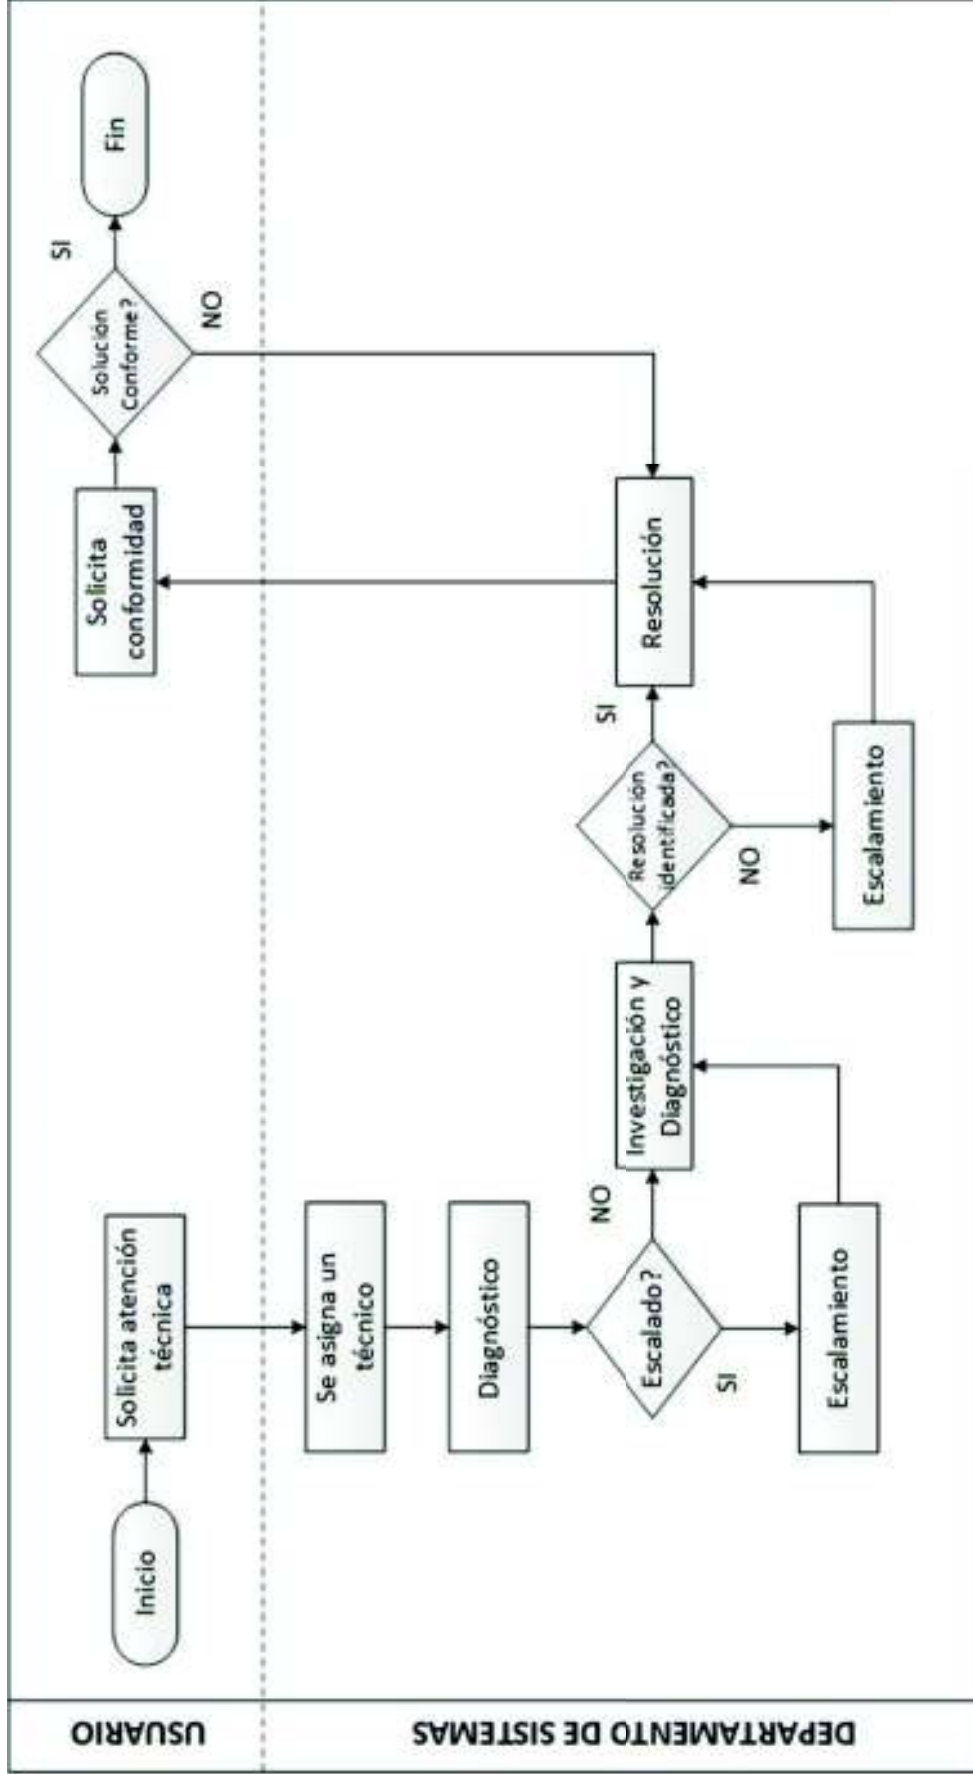 USUARIO
Inicio
Solicita atención
técnica
Solicita
conformidad
Solución
Conforme?
SI
Fin
NO
DEPARTAMENTO DE SISTEMAS
Se asigna un
técnico
Diagnóstico
Escalado?
NO
SI
Escalamiento
Investigación y
Diagnóstico
Resolución
identificada?
SI
NO
Escalamiento
Resolución